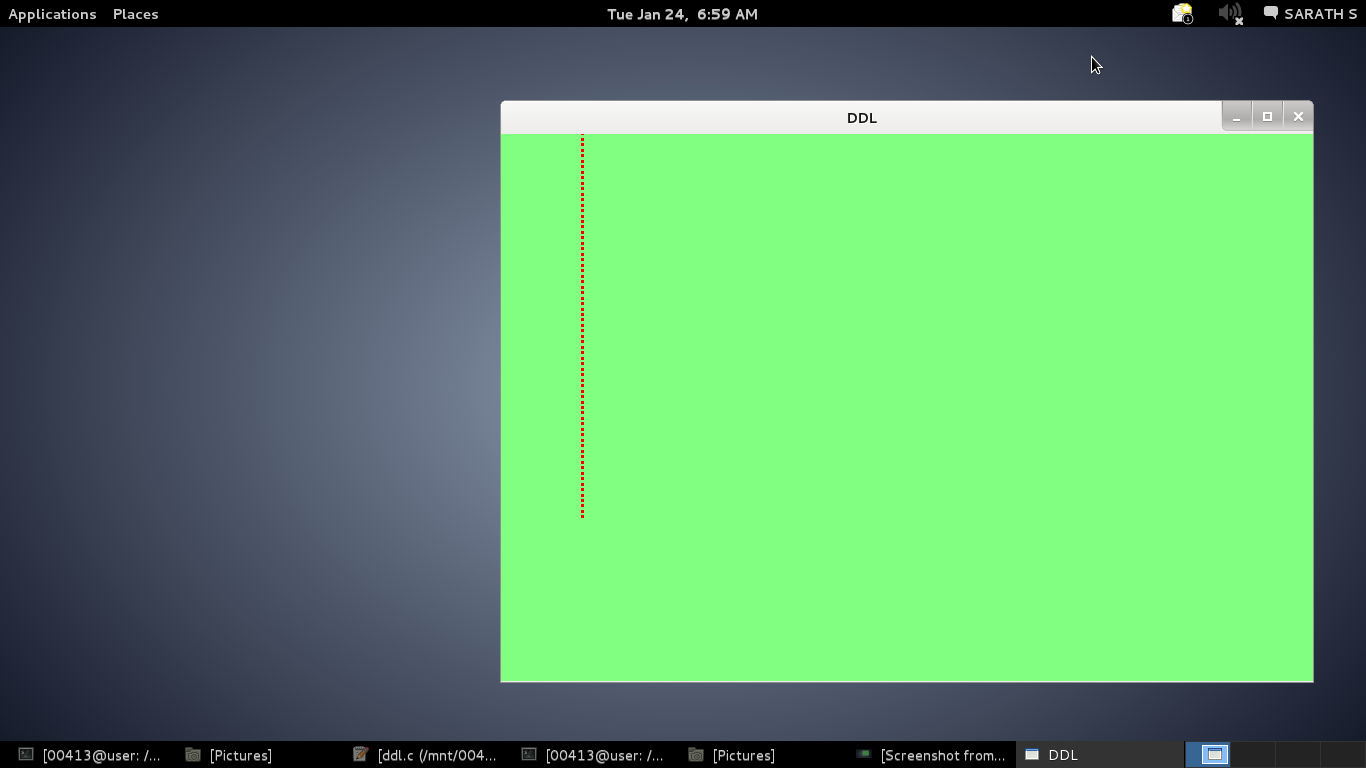 Applications Places Tue Jan 24, 6:59 AM 1 SARATH S
DDL
[00413@user: /... [Pictures] [ddl.c (/mnt/004... [00413@user: /... [Pictures] [Screenshot from... DDL